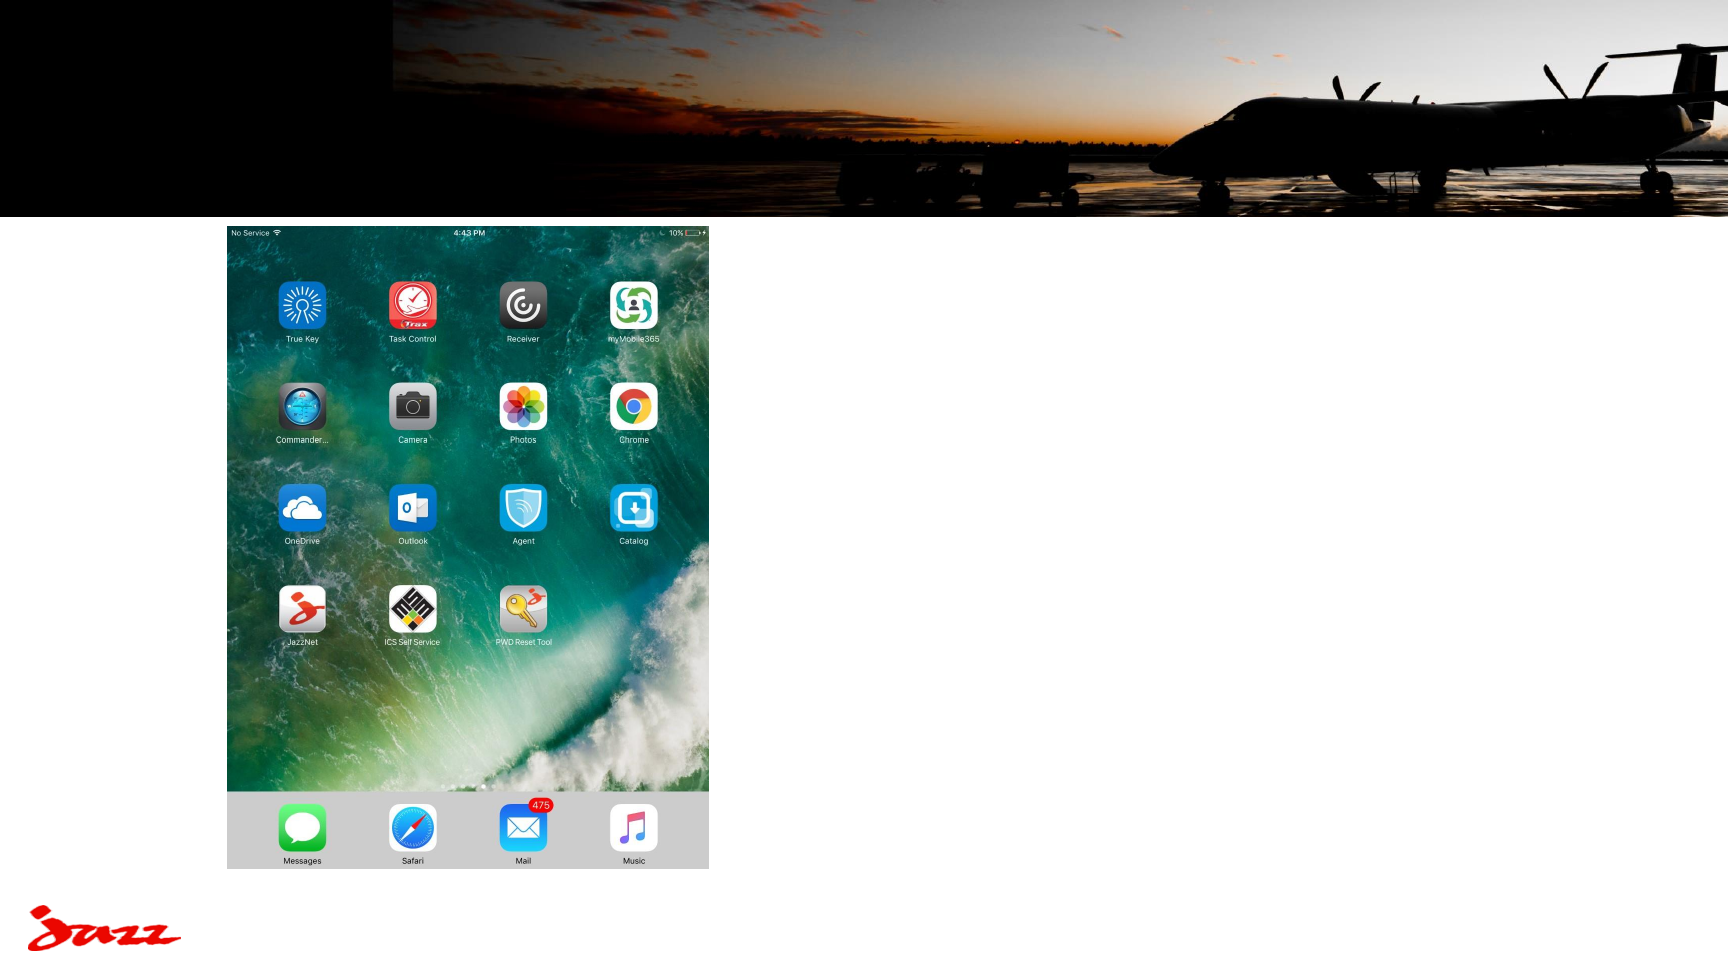 No Service 4:43 PM 10%
Trax
True Key Task Control Receiver myMobile365
Commander... Camera Photos Chrome
O
OneDrive Outlook Agent Catalog
MSM
JazzNet ICS Self Service PWD Reset Tool
475
Messages Safari Mail Music
Jazz